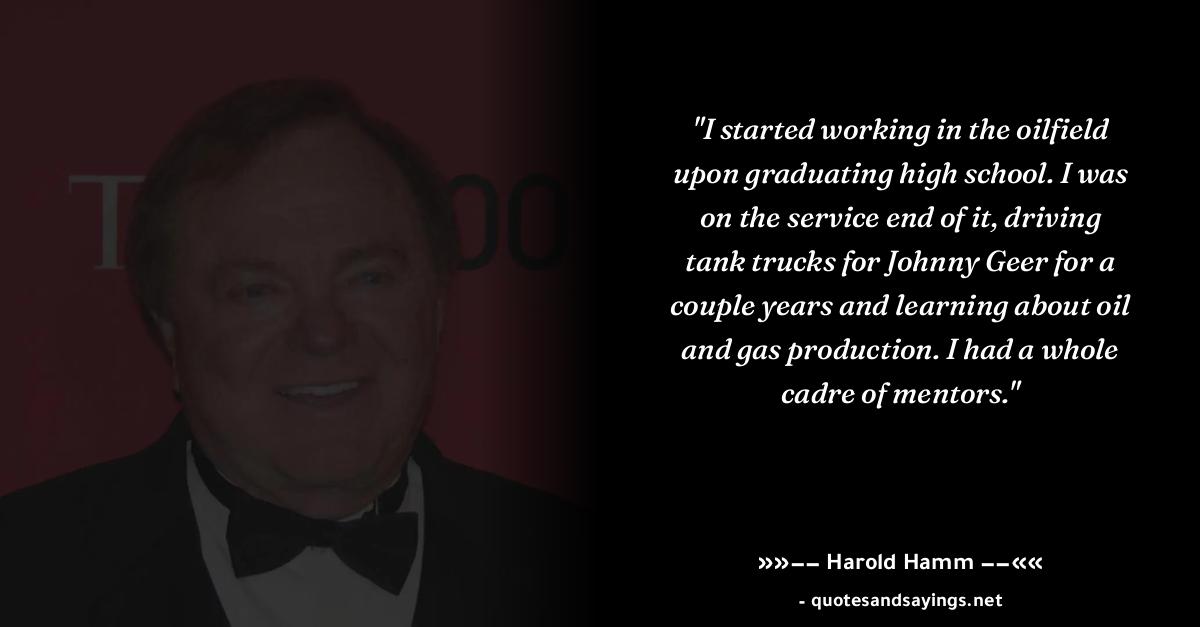 T 00
"I started working in the oilfield
upon graduating high school. I was
on the service end of it, driving
tank trucks for Johnny Geer for a
couple years and learning about oil
and gas production. I had a whole
cadre of mentors."
»»–– Harold Hamm ––««
- quotesandsayings.net